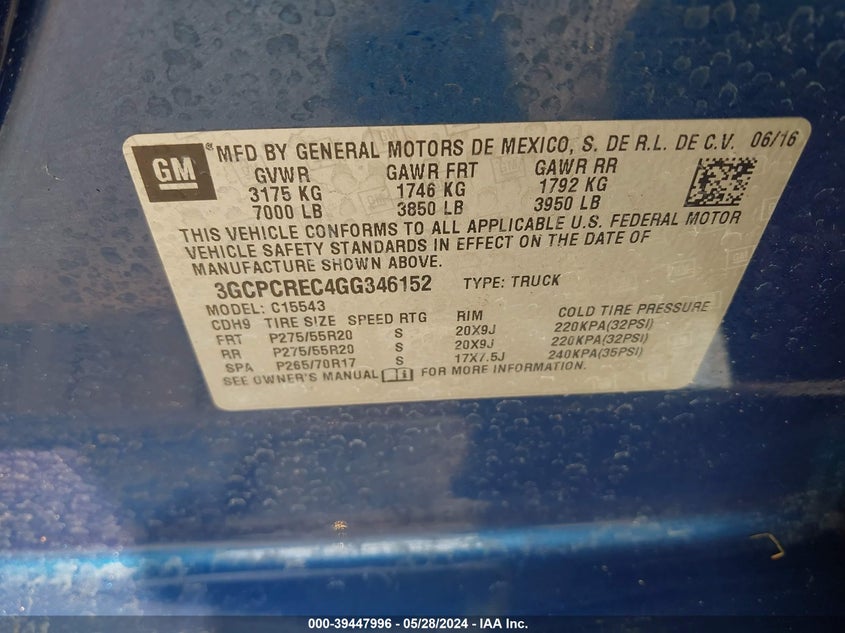 GM ® MFD BY GENERAL MOTORS DE MEXICO, S. DE R.L. DE C.V. 06/16
GVWR GAWR FRT GAWR RR
3175 KG 1746 KG 1792 KG
7000 LB 3850 LB 3950 LB
THIS VEHICLE CONFORMS TO ALL APPLICABLE U.S. FEDERAL MOTOR
VEHICLE SAFETY STANDARDS IN EFFECT ON THE DATE OF
MANUFACTURE SHOWN ABOVE.
3GCPCREC4GG346152 TYPE: TRUCK
MODEL: C15543
CDH9 TIRE SIZE SPEED RTG RIM COLD TIRE PRESSURE
FRT P275/55R20 S 20X9J 220KPA(32PSI)
RR P275/55R20 S 20X9J 220KPA(32PSI)
SPA P265/70R17 S 17X7.5J 240KPA(35PSI)
SEE OWNER'S MANUAL FOR MORE INFORMATION.
000-39447996 - 05/28/2024 - IAA Inc.